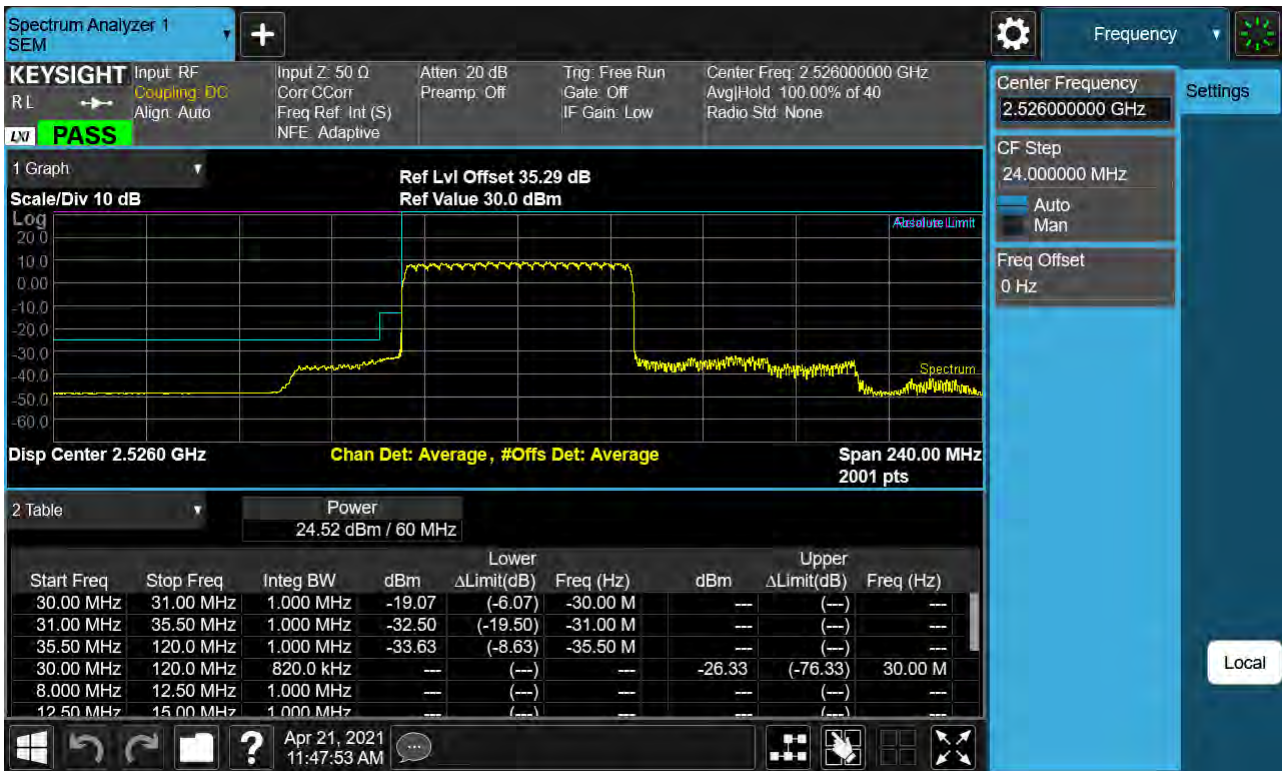 Spectrum Analyzer 1
SEM
Frequency
KEYSIGHT
R L
LXI
PASS
Input: RF
Coupling: DC
Align: Auto
Input Z: 50 Ω
Corr CCorr
Freq Ref: Int (S)
NFE: Adaptive
Atten: 20 dB
Preamp: Off
Trig: Free Run
Gate: Off
IF Gain: Low
Center Freq: 2.526000000 GHz
Avg|Hold: 100.00% of 40
Radio Std: None
Center Frequency
2.526000000 GHz
Settings
CF Step
24.000000 MHz
Auto
Man
Freq Offset
0 Hz
Local
1 Graph
Scale/Div 10 dB
Ref Lvl Offset 35.29 dB
Ref Value 30.0 dBm
Log
20.0
10.0
0.00
-10.0
-20.0
-30.0
-40.0
-50.0
-60.0
Absolute Limit
Spectrum
Disp Center 2.5260 GHz
Chan Det: Average, #Offs Det: Average
Span 240.00 MHz
2001 pts
2 Table
Power
24.52 dBm / 60 MHz
Lower Upper
Start Freq Stop Freq Integ BW dBm ΔLimit(dB) Freq (Hz) dBm ΔLimit(dB) Freq (Hz)
30.00 MHz 31.00 MHz 1.000 MHz -19.07 (-6.07) -30.00 M --- (---) ---
31.00 MHz 35.50 MHz 1.000 MHz -32.50 (-19.50) -31.00 M --- (---) ---
35.50 MHz 120.0 MHz 1.000 MHz -33.63 (-8.63) -35.50 M --- (---) ---
30.00 MHz 120.0 MHz 820.0 kHz --- (---) --- -26.33 (-76.33) 30.00 M
8.000 MHz 12.50 MHz 1.000 MHz --- (---) --- --- (---) ---
12.50 MHz 15.00 MHz 1.000 MHz --- (---) --- --- (---) ---
?
Apr 21, 2021
11:47:53 AM